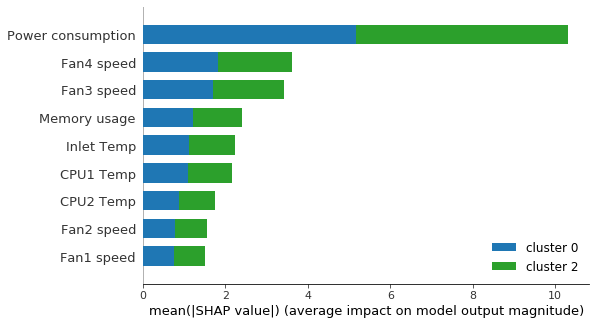 Power consumption
Fan4 speed
Fan3 speed
Memory usage
Inlet Temp
CPU1 Temp
CPU2 Temp
Fan2 speed
Fan1 speed
cluster 0
cluster 2
0 2 4 6 8 10
mean(|SHAP value|) (average impact on model output magnitude)